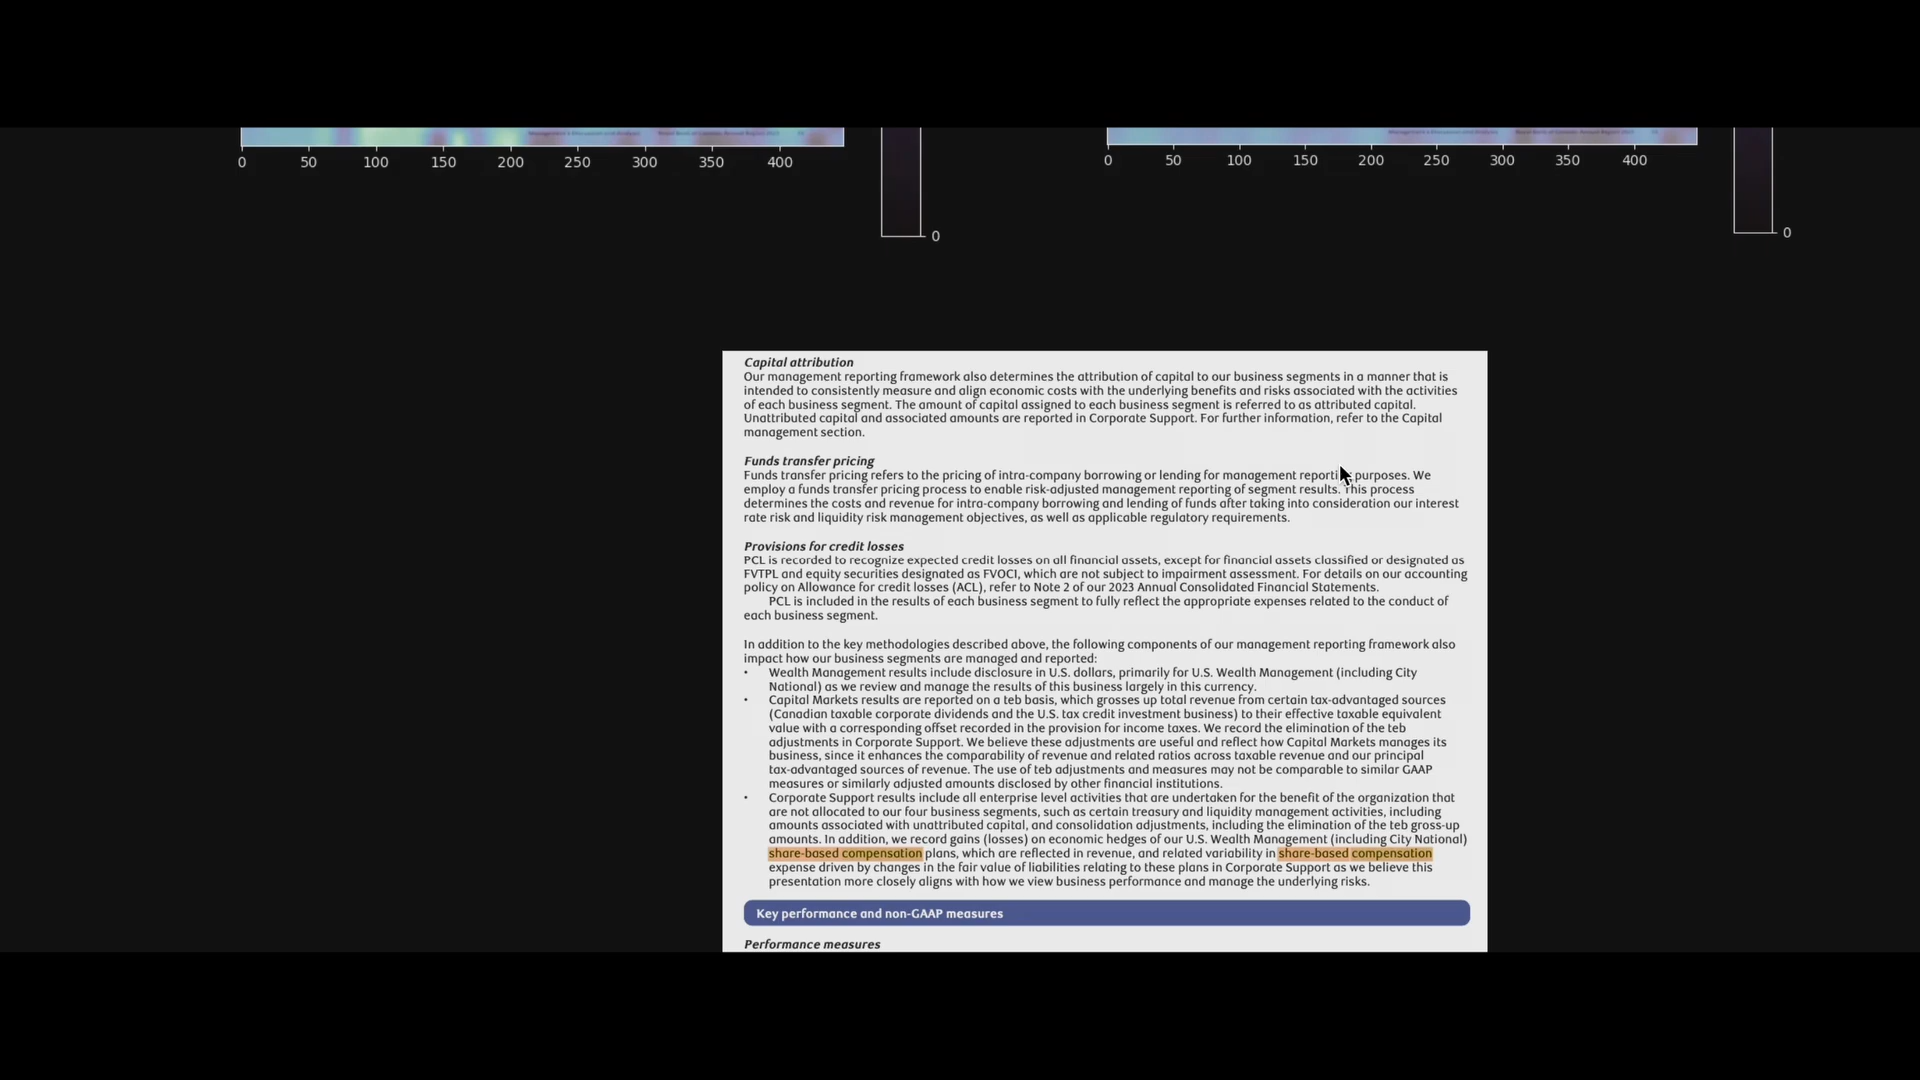 0 50 100 150 200 250 300 350 400
0
0 50 100 150 200 250 300 350 400
0
Capital attribution
Our management reporting framework also determines the attribution of capital to our business segments in a manner that is
intended to consistently measure and align economic costs with the underlying benefits and risks associated with the activities
of each business segment. The amount of capital assigned to each business segment is referred to as attributed capital.
Unattributed capital and associated amounts are reported in Corporate Support. For further information, refer to the Capital
management section.
Funds transfer pricing
Funds transfer pricing refers to the pricing of intra-company borrowing or lending for management reporting purposes. We
employ a funds transfer pricing process to enable risk-adjusted management reporting of segment results. This process
determines the costs and revenue for intra-company borrowing and lending of funds after taking into consideration our interest
rate risk and liquidity risk management objectives, as well as applicable regulatory requirements.
Provisions for credit losses
PCL is recorded to recognize expected credit losses on all financial assets, except for financial assets classified or designated as
FVTPL and equity securities designated as FVOCI, which are not subject to impairment assessment. For details on our accounting
policy on Allowance for credit losses (ACL), refer to Note 2 of our 2023 Annual Consolidated Financial Statements.
PCL is included in the results of each business segment to fully reflect the appropriate expenses related to the conduct of
each business segment.
In addition to the key methodologies described above, the following components of our management reporting framework also
impact how our business segments are managed and reported:
• Wealth Management results include disclosure in U.S. dollars, primarily for U.S. Wealth Management (including City
National) as we review and manage the results of this business largely in this currency.
• Capital Markets results are reported on a teb basis, which grosses up total revenue from certain tax-advantaged sources
(Canadian taxable corporate dividends and the U.S. tax credit investment business) to their effective taxable equivalent
value with a corresponding offset recorded in the provision for income taxes. We record the elimination of the teb
adjustments in Corporate Support. We believe these adjustments are useful and reflect how Capital Markets manages its
business, since it enhances the comparability of revenue and related ratios across taxable revenue and our principal
tax-advantaged sources of revenue. The use of teb adjustments and measures may not be comparable to similar GAAP
measures or similarly adjusted amounts disclosed by other financial institutions.
• Corporate Support results include all enterprise level activities that are undertaken for the benefit of the organization that
are not allocated to our four business segments, such as certain treasury and liquidity management activities, including
amounts associated with unattributed capital, and consolidation adjustments, including the elimination of the teb gross-up
amounts. In addition, we record gains (losses) on economic hedges of our U.S. Wealth Management (including City National)
share-based compensation plans, which are reflected in revenue, and related variability in share-based compensation
expense driven by changes in the fair value of liabilities relating to these plans in Corporate Support as we believe this
presentation more closely aligns with how we view business performance and manage the underlying risks.
Key performance and non-GAAP measures
Performance measures